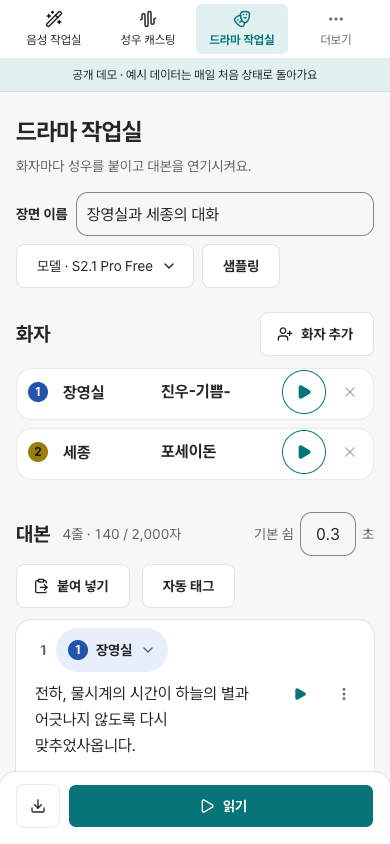 음성 작업실
성우 캐스팅
드라마 작업실
더보기
공개 데모 · 예시 데이터는 매일 처음 상태로 돌아가요
드라마 작업실
화자마다 성우를 붙이고 대본을 연기시켜요.
장면 이름
장영실과 세종의 대화
모델 · S2.1 Pro Free
샘플링
화자
화자 추가
1 장영실 진우-기쁨-
2 세종 포세이돈
대본 4줄 · 140 / 2,000자 기본 쉼 0.3 초
붙여 넣기
자동 태그
1 1 장영실
전하, 물시계의 시간이 하늘의 별과
어긋나지 않도록 다시
맞추었사옵니다.
읽기